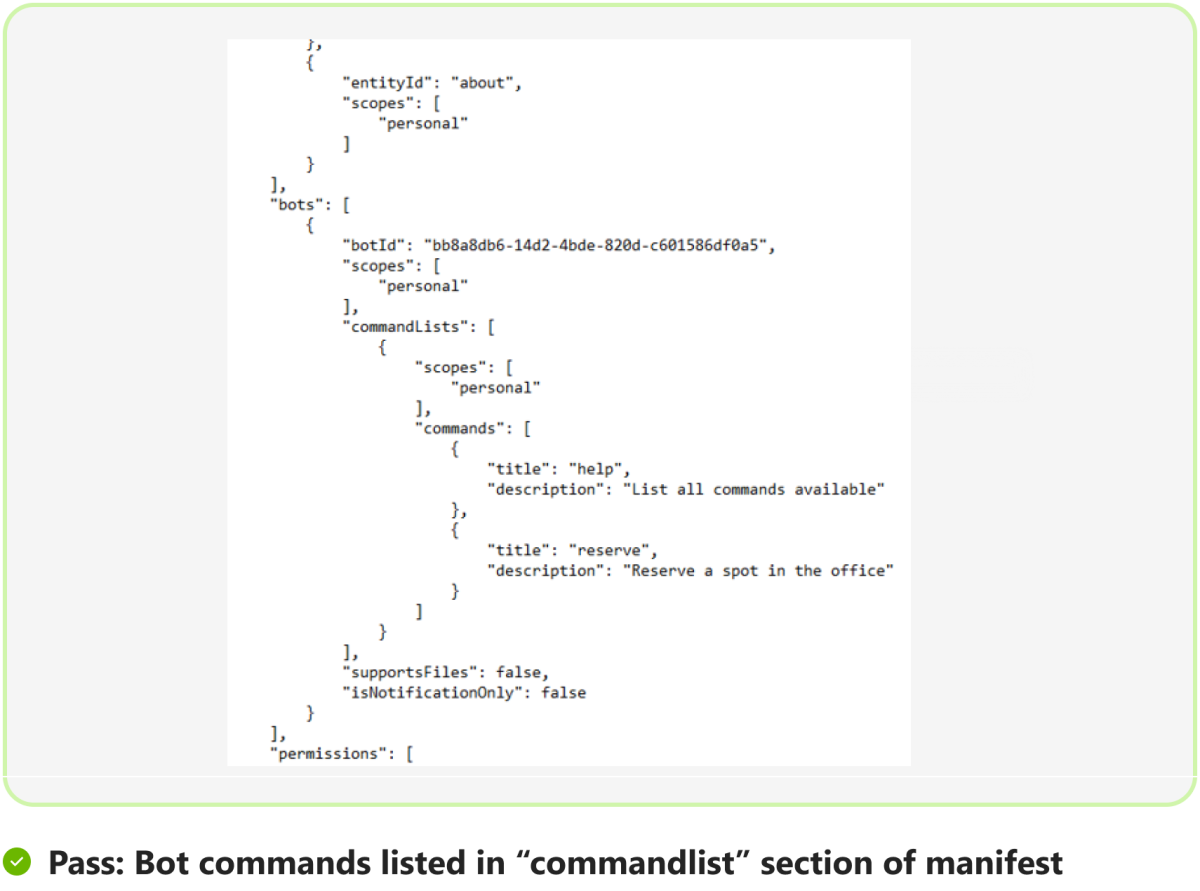 },
{
"entityId": "about",
"scopes": [
"personal"
]
}
],
"bots": [
{
"botId": "bb8a8db6-14d2-4bde-820d-c601586df0a5",
"scopes": [
"personal"
],
"commandLists": [
{
"scopes": [
"personal"
],
"commands": [
{
"title": "help",
"description": "List all commands available"
},
{
"title": "reserve",
"description": "Reserve a spot in the office"
}
]
}
],
"supportsFiles": false,
"isNotificationOnly": false
}
],
"permissions": [
Pass: Bot commands listed in “commandlist” section of manifest